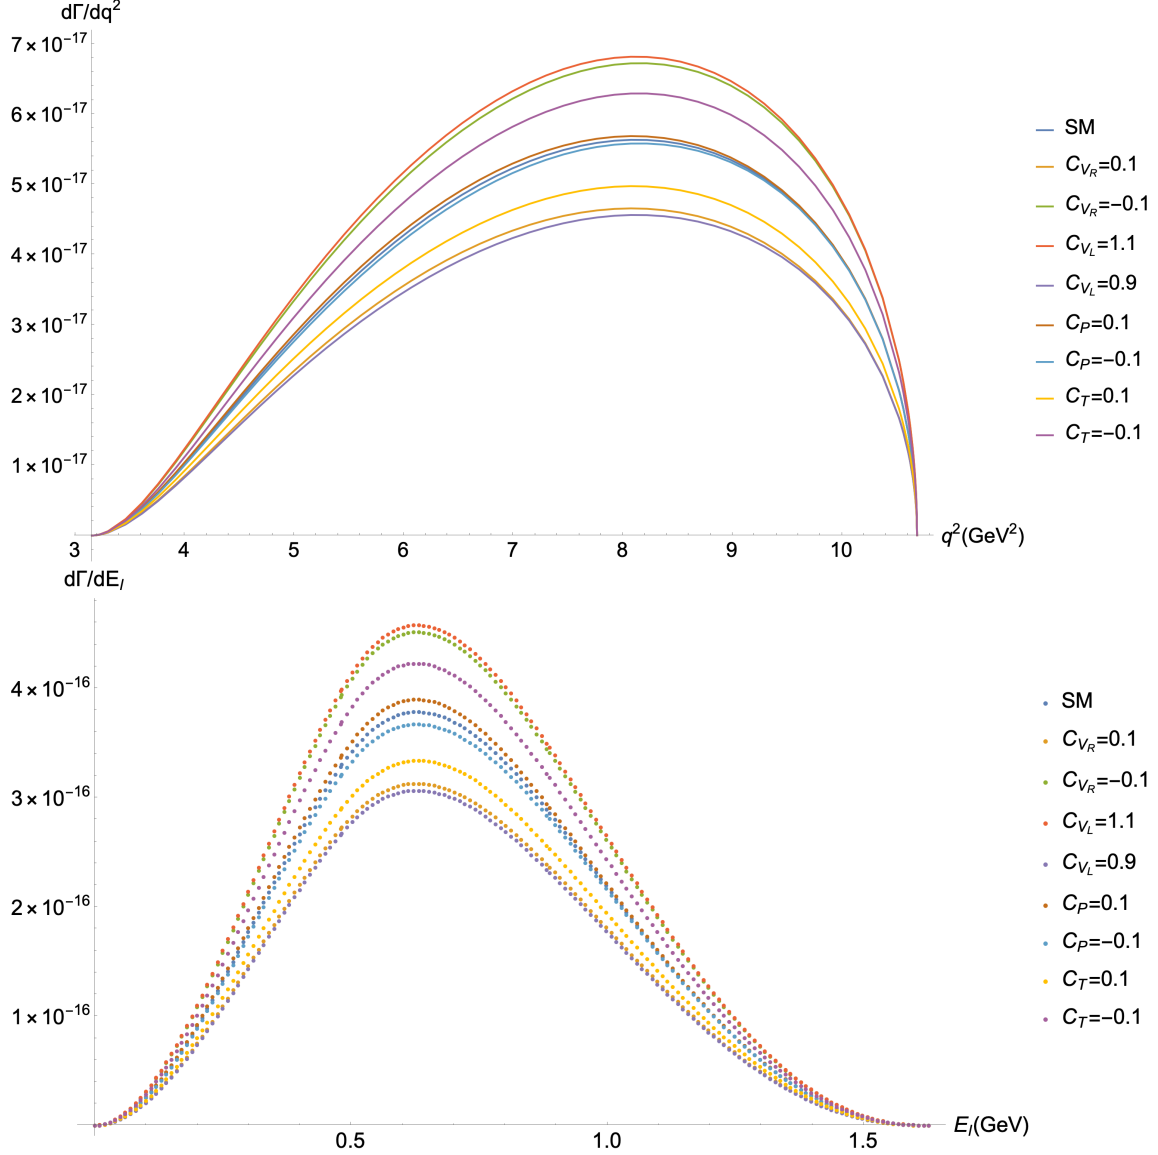 dΓ/dq²
7×10⁻¹⁷
6×10⁻¹⁷
5×10⁻¹⁷
4×10⁻¹⁷
3×10⁻¹⁷
2×10⁻¹⁷
1×10⁻¹⁷
3 4 5 6 7 8 9 10 q²(GeV²)
SM
C_{V_R}=0.1
C_{V_R}=−0.1
C_{V_L}=1.1
C_{V_L}=0.9
C_P=0.1
C_P=−0.1
C_T=0.1
C_T=−0.1
dΓ/dE_l
4×10⁻¹⁶
3×10⁻¹⁶
2×10⁻¹⁶
1×10⁻¹⁶
0.5 1.0 1.5 E_l(GeV)
SM
C_{V_R}=0.1
C_{V_R}=−0.1
C_{V_L}=1.1
C_{V_L}=0.9
C_P=0.1
C_P=−0.1
C_T=0.1
C_T=−0.1